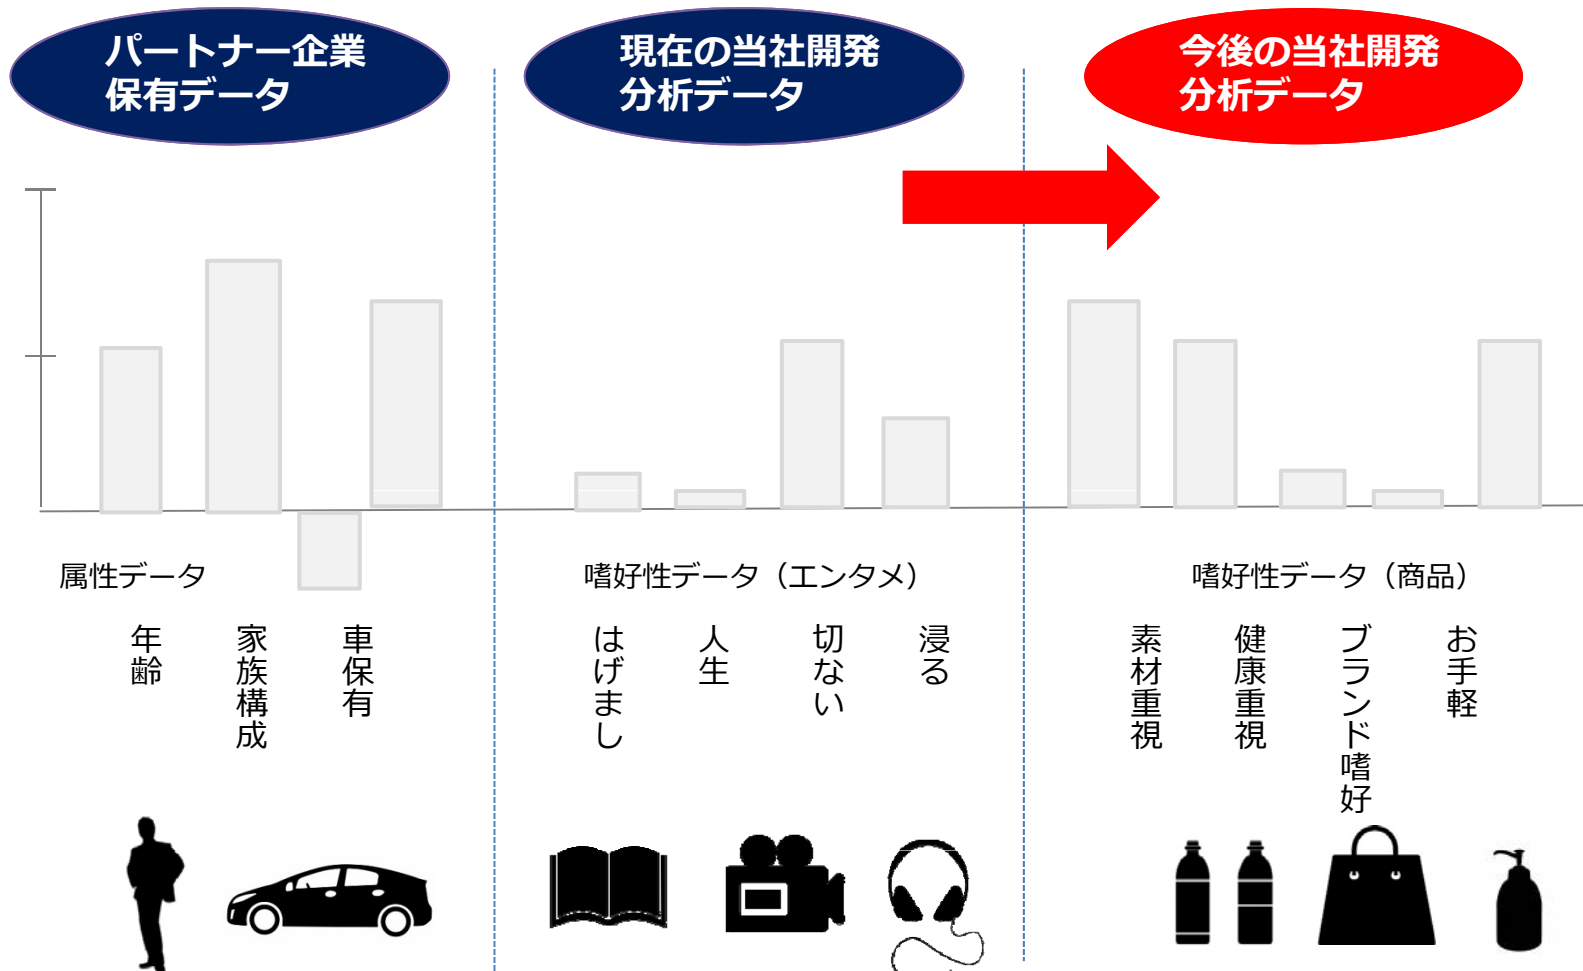 パートナー企業
保有データ
現在の当社開発
分析データ
今後の当社開発
分析データ
属性データ
嗜好性データ（エンタメ）
嗜好性データ（商品）
年齢
家族構成
車保有
はげまし
人生
切ない
浸る
素材重視
健康重視
ブランド嗜好
お手軽